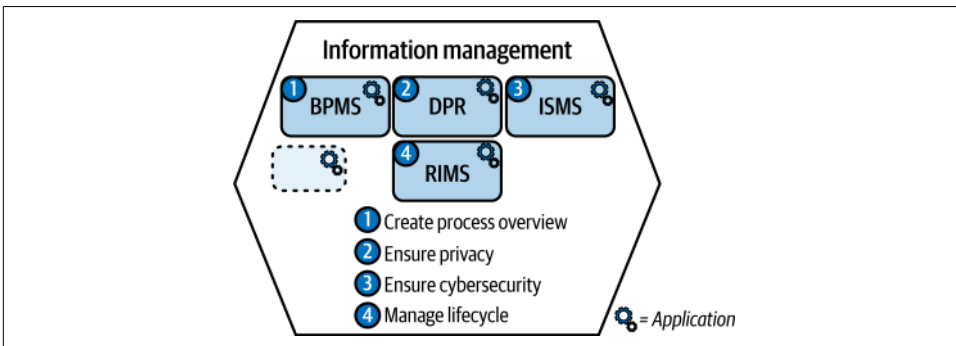 Information management
1 BPMS
2 DPR
3 ISMS
4 RIMS
1 Create process overview
2 Ensure privacy
3 Ensure cybersecurity
4 Manage lifecycle
= Application